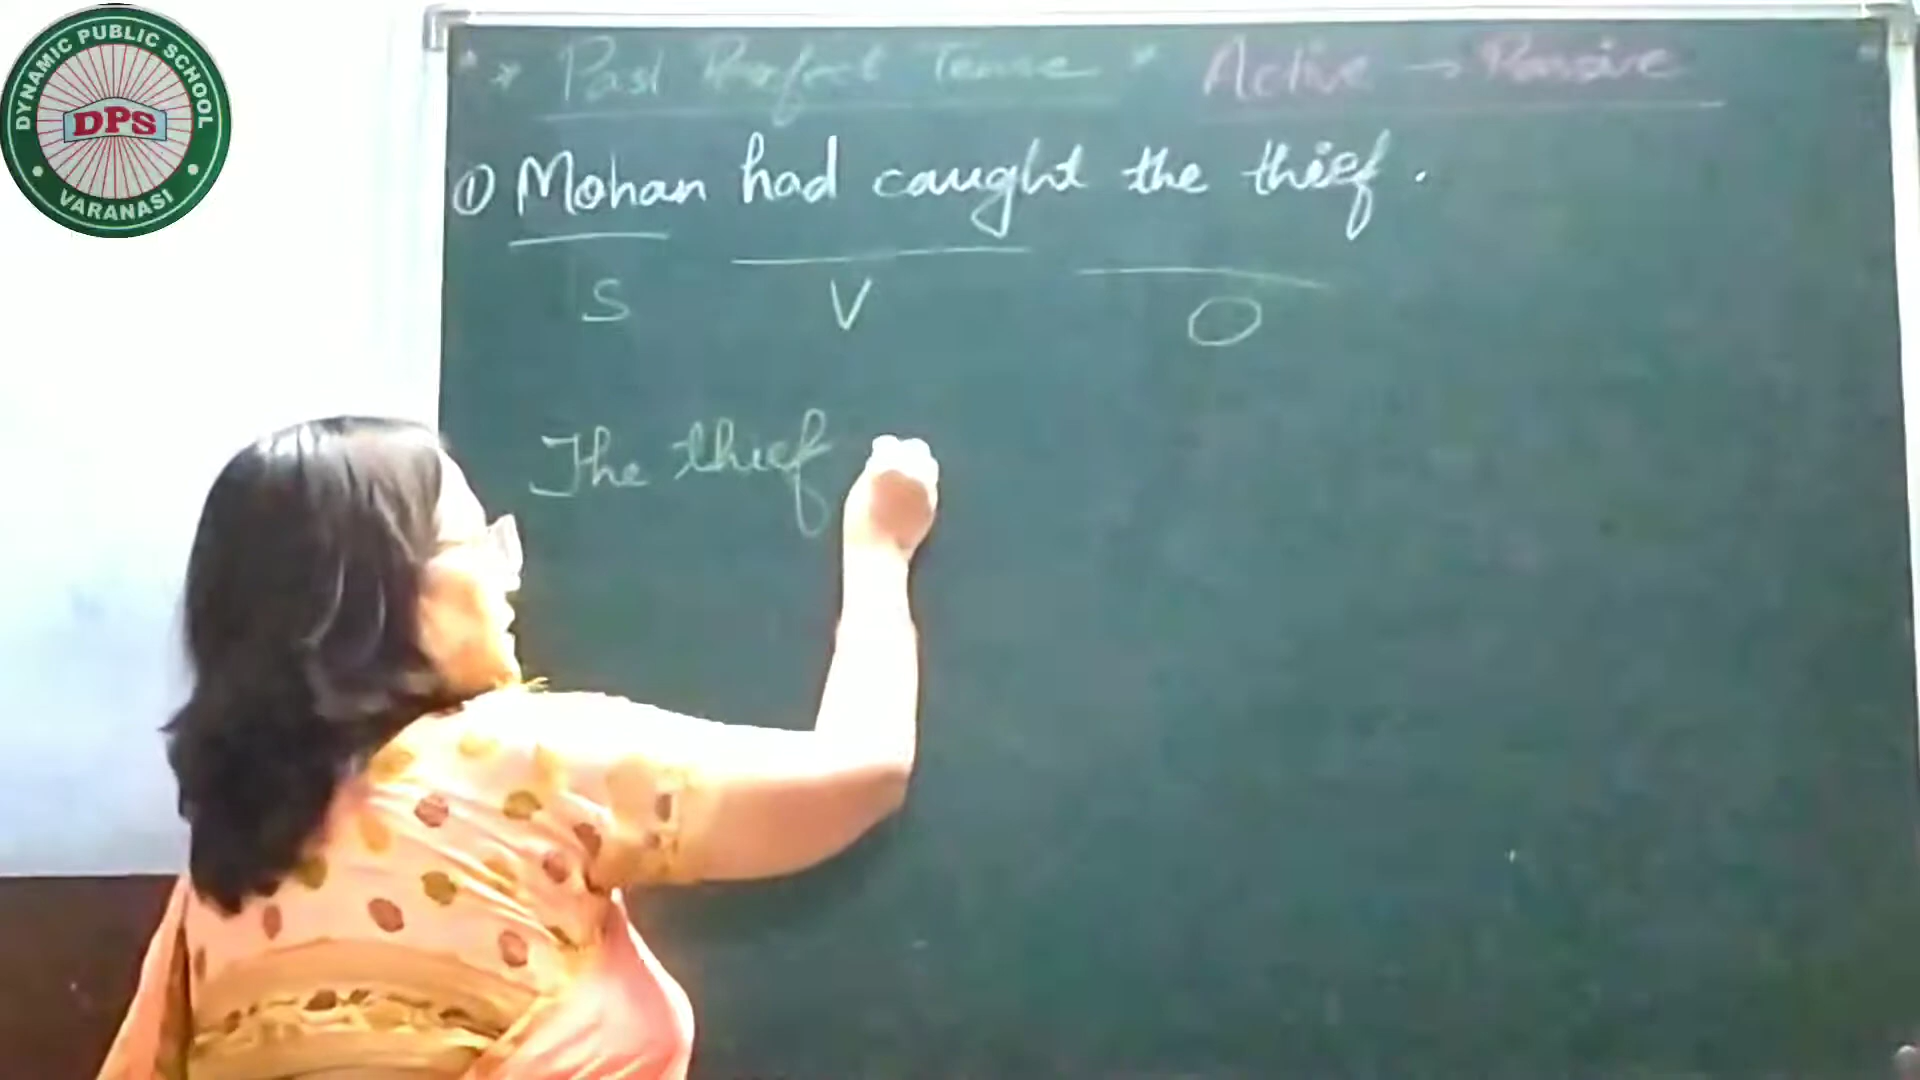 DYNAMIC PUBLIC SCHOOL
DPS
VARANASI
* Past Perfect Tense * Active → Passive
① Mohan had caught the thief.
S V O
The thief